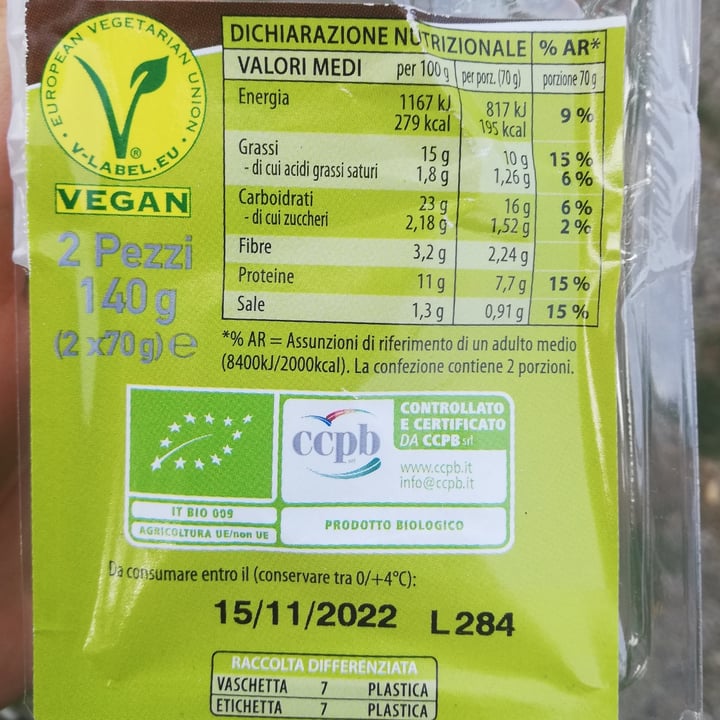 EUROPEAN VEGETARIAN UNION
V-LABEL.EU
®
VEGAN
2 Pezzi
140 g
(2 x70 g) e
DICHIARAZIONE NUTRIZIONALE % AR*
VALORI MEDI per 100 g per porz. (70 g) porzione 70 g
Energia 1167 kJ 817 kJ 9 %
279 kcal 195 kcal
Grassi 15 g 10 g 15 %
- di cui acidi grassi saturi 1,8 g 1,26 g 6 %
Carboidrati 23 g 16 g 6 %
- di cui zuccheri 2,18 g 1,52 g 2 %
Fibre 3,2 g 2,24 g
Proteine 11 g 7,7 g 15 %
Sale 1,3 g 0,91 g 15 %
*% AR = Assunzioni di riferimento di un adulto medio
(8400kJ/2000kcal). La confezione contiene 2 porzioni.
ccpb
srl
CONTROLLATO
E CERTIFICATO
DA CCPB srl
www.ccpb.it
info@ccpb.it
IT BIO 009
AGRICOLTURA UE/non UE
PRODOTTO BIOLOGICO
Da consumare entro il (conservare tra 0/+4°C):
15/11/2022 L 284
RACCOLTA DIFFERENZIATA
VASCHETTA 7 PLASTICA
ETICHETTA 7 PLASTICA